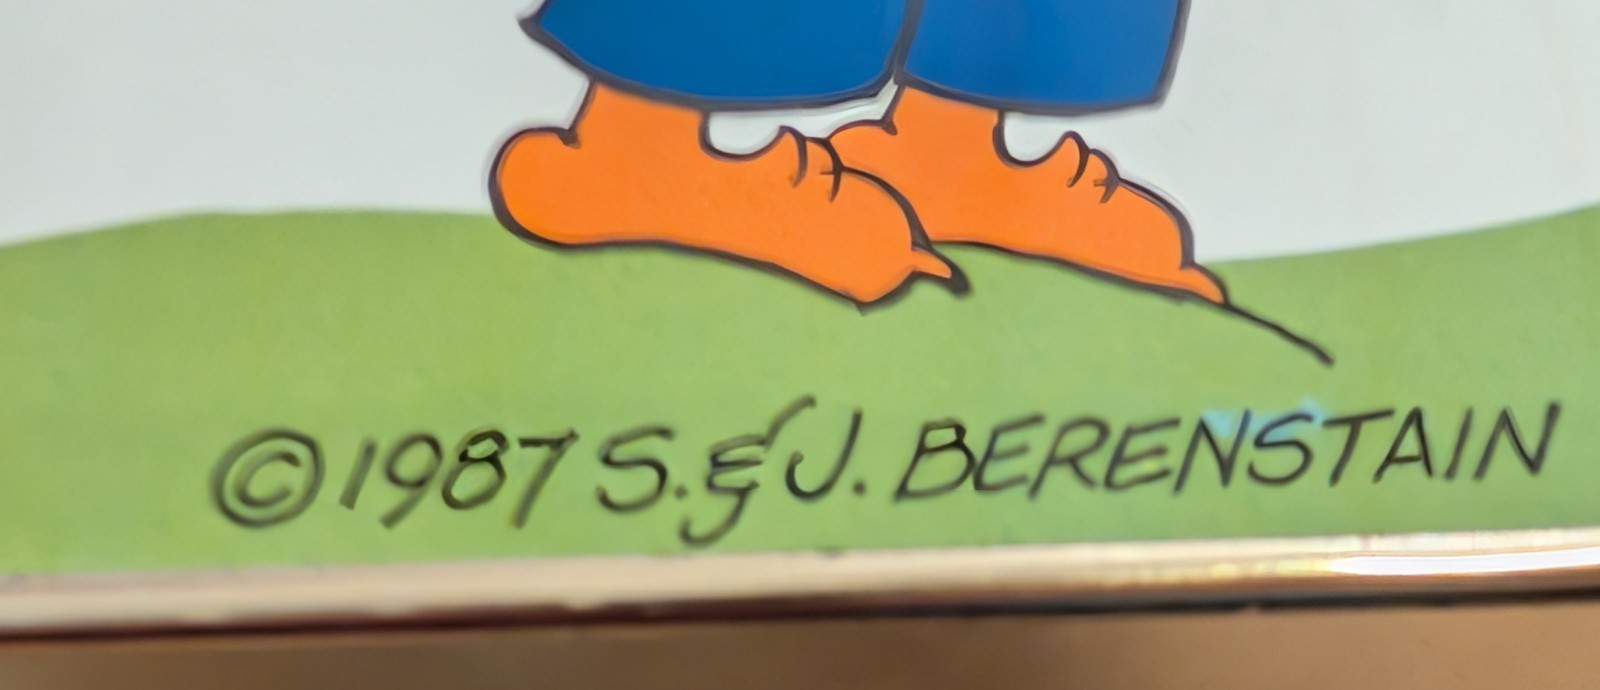 ©1987 S. & J. BERENSTAIN